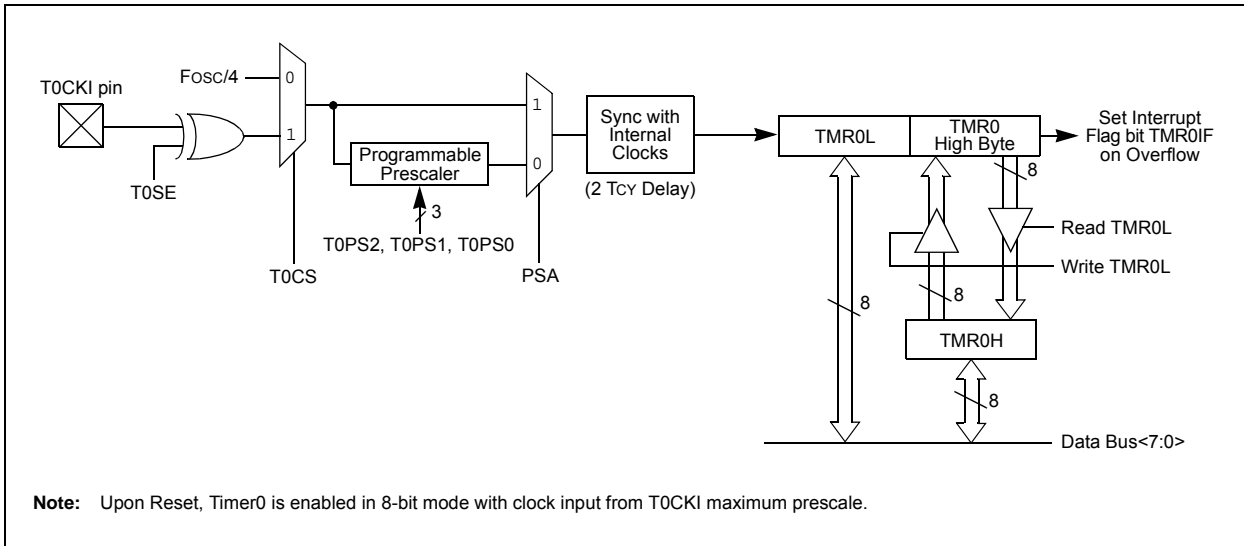 T0CKI pin
FOSC/4
0
1
T0SE
T0CS
Programmable
Prescaler
3
T0PS2, T0PS1, T0PS0
1
0
PSA
Sync with
Internal
Clocks
(2 TCY Delay)
TMR0L
TMR0
High Byte
Set Interrupt
Flag bit TMR0IF
on Overflow
8
Read TMR0L
Write TMR0L
8
8
TMR0H
8
Data Bus<7:0>
Note: Upon Reset, Timer0 is enabled in 8-bit mode with clock input from T0CKI maximum prescale.